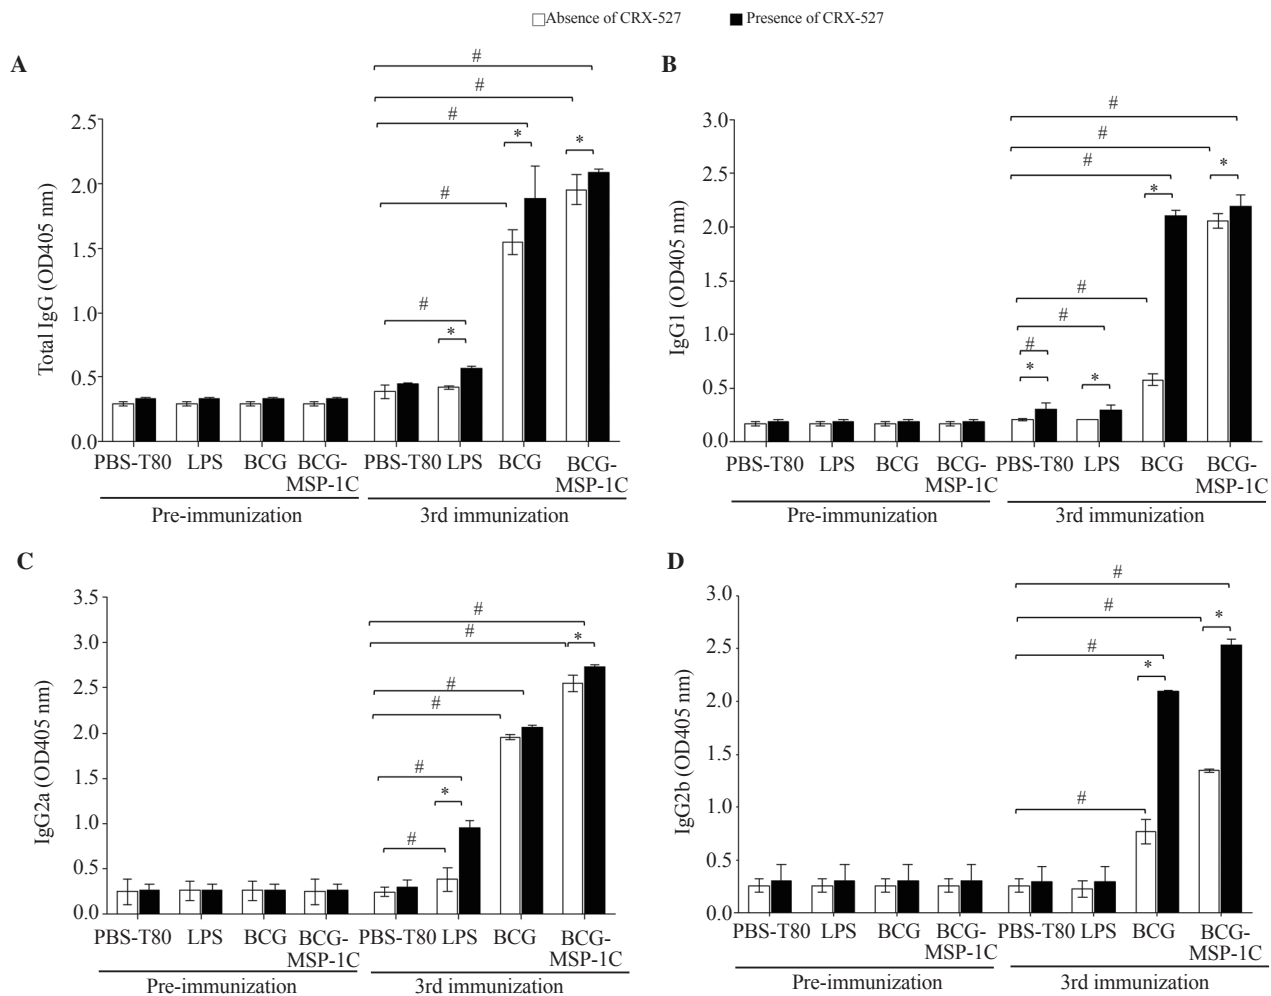 Absence of CRX-527 Presence of CRX-527
A
# # # # # # * * *
Total IgG (OD405 nm)
2.5
2.0
1.5
1.0
0.5
0.0
PBS-T80 LPS BCG BCG-MSP-1C PBS-T80 LPS BCG BCG-MSP-1C
Pre-immunization 3rd immunization
B
# # # # # # * * * *
IgG1 (OD405 nm)
3.0
2.5
2.0
1.5
1.0
0.5
0.0
PBS-T80 LPS BCG BCG-MSP-1C PBS-T80 LPS BCG BCG-MSP-1C
Pre-immunization 3rd immunization
C
# # # # # # * *
IgG2a (OD405 nm)
3.5
3.0
2.5
2.0
1.5
1.0
0.5
0.0
PBS-T80 LPS BCG BCG-MSP-1C PBS-T80 LPS BCG BCG-MSP-1C
Pre-immunization 3rd immunization
D
# # # # * *
IgG2b (OD405 nm)
3.0
2.5
2.0
1.5
1.0
0.5
0.0
PBS-T80 LPS BCG BCG-MSP-1C PBS-T80 LPS BCG BCG-MSP-1C
Pre-immunization 3rd immunization